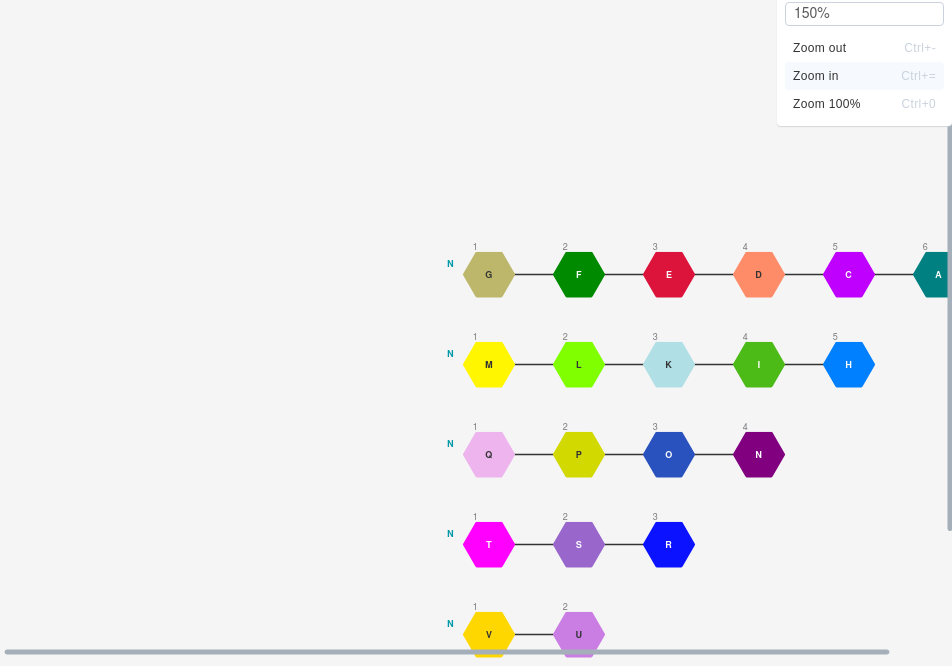 150%
Zoom out Ctrl+-
Zoom in Ctrl+=
Zoom 100% Ctrl+0
1 2 3 4 5 6
N G F E D C A
1 2 3 4 5
N M L K I H
1 2 3 4
N Q P O N
1 2 3
N T S R
1 2
N V U